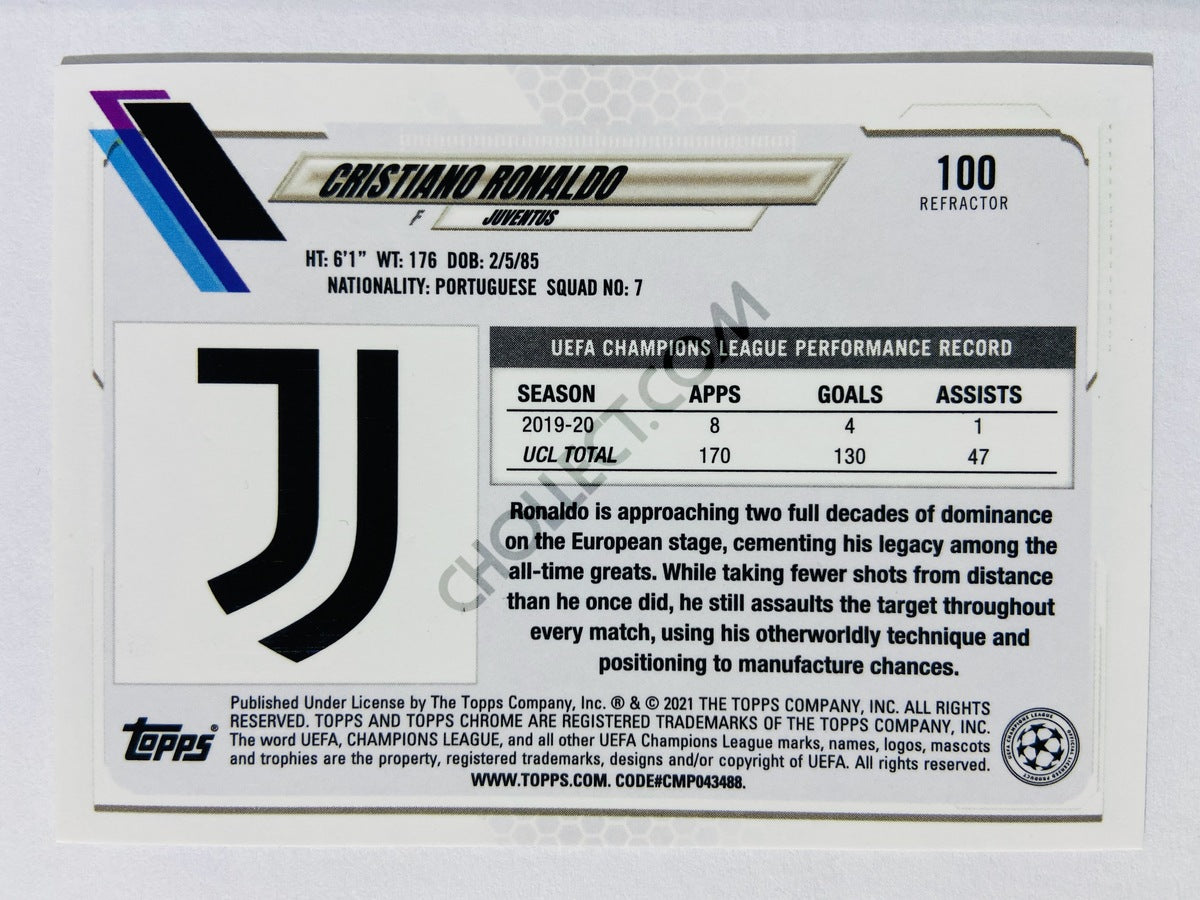 CRISTIANO RONALDO
F JUVENTUS
100
REFRACTOR
HT: 6'1" WT: 176 DOB: 2/5/85
NATIONALITY: PORTUGUESE SQUAD NO: 7
UEFA CHAMPIONS LEAGUE PERFORMANCE RECORD
SEASON APPS GOALS ASSISTS
2019-20 8 4 1
UCL TOTAL 170 130 47
Ronaldo is approaching two full decades of dominance
on the European stage, cementing his legacy among the
all-time greats. While taking fewer shots from distance
than he once did, he still assaults the target throughout
every match, using his otherworldly technique and
positioning to manufacture chances.
CHOLLECT.COM
topps®
Published Under License by The Topps Company, Inc. ® & © 2021 THE TOPPS COMPANY, INC. ALL RIGHTS
RESERVED. TOPPS AND TOPPS CHROME ARE REGISTERED TRADEMARKS OF THE TOPPS COMPANY, INC.
The word UEFA, CHAMPIONS LEAGUE, and all other UEFA Champions League marks, names, logos, mascots
and trophies are the property, registered trademarks, designs and/or copyright of UEFA. All rights reserved.
WWW.TOPPS.COM. CODE#CMP043488.
UEFA CHAMPIONS LEAGUE OFFICIAL LICENSED PRODUCT